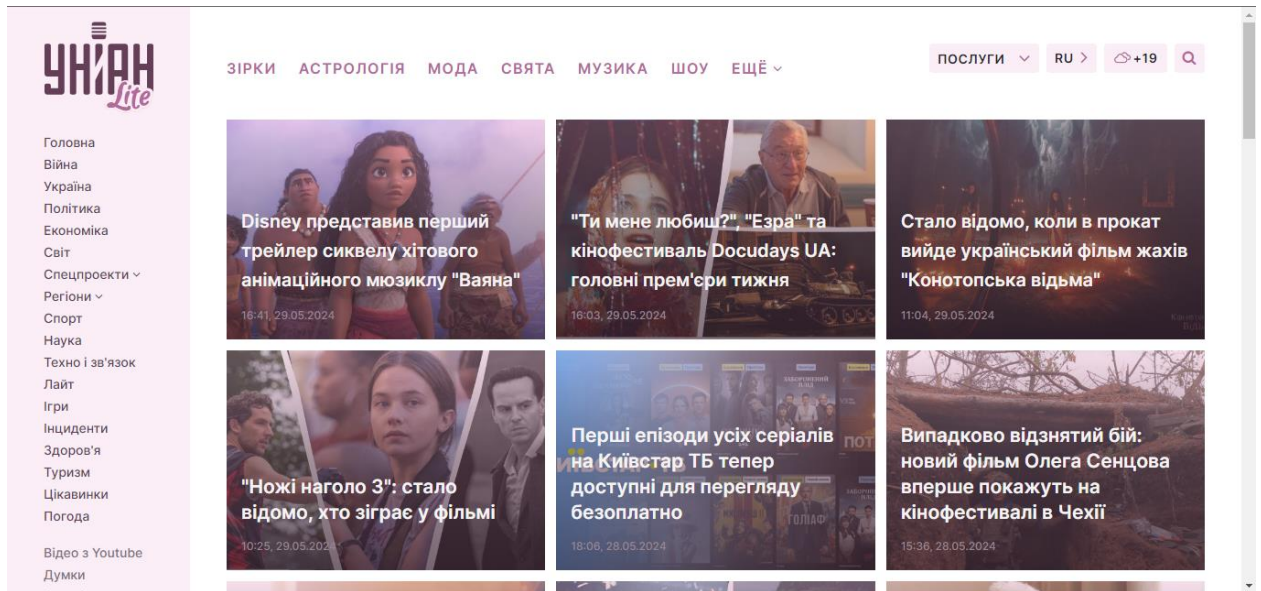 УНІАН
Lite
ЗІРКИ АСТРОЛОГІЯ МОДА СВЯТА МУЗИКА ШОУ ЕЩЁ
ПОСЛУГИ RU +19
Головна
Війна
Україна
Політика
Економіка
Світ
Спецпроекти
Регіони
Спорт
Наука
Техно і зв'язок
Лайт
Ігри
Інциденти
Здоров'я
Туризм
Цікавинки
Погода
Відео з Youtube
Думки
Disney представив перший
трейлер сиквелу хітового
анімаційного мюзиклу "Ваяна"
16:41, 29.05.2024
"Ти мене любиш?", "Езра" та
кінофестиваль Docudays UA:
головні прем'єри тижня
16:03, 29.05.2024
Стало відомо, коли в прокат
вийде український фільм жахів
"Конотопська відьма"
11:04, 29.05.2024
"Ножі наголо 3": стало
відомо, хто зіграє у фільмі
10:25, 29.05.2024
Перші епізоди усіх серіалів
на Київстар ТБ тепер
доступні для перегляду
безоплатно
18:06, 28.05.2024
ГОЛІАФ
Випадково відзнятий бій:
новий фільм Олега Сенцова
вперше покажуть на
кінофестивалі в Чехії
15:36, 28.05.2024